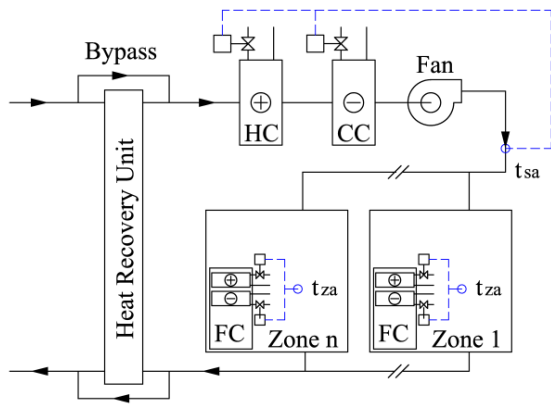 Bypass
Fan
HC
CC
tsa
Heat Recovery Unit
tza
tza
FC
Zone n
FC
Zone 1